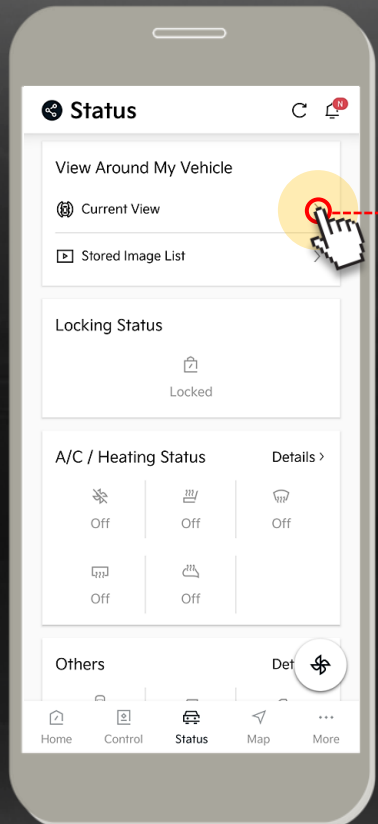 Status
N
View Around My Vehicle
Current View
Stored Image List
Locking Status
Locked
A/C / Heating Status Details >
Off Off Off
Off Off
Others
Home Control Status Map More